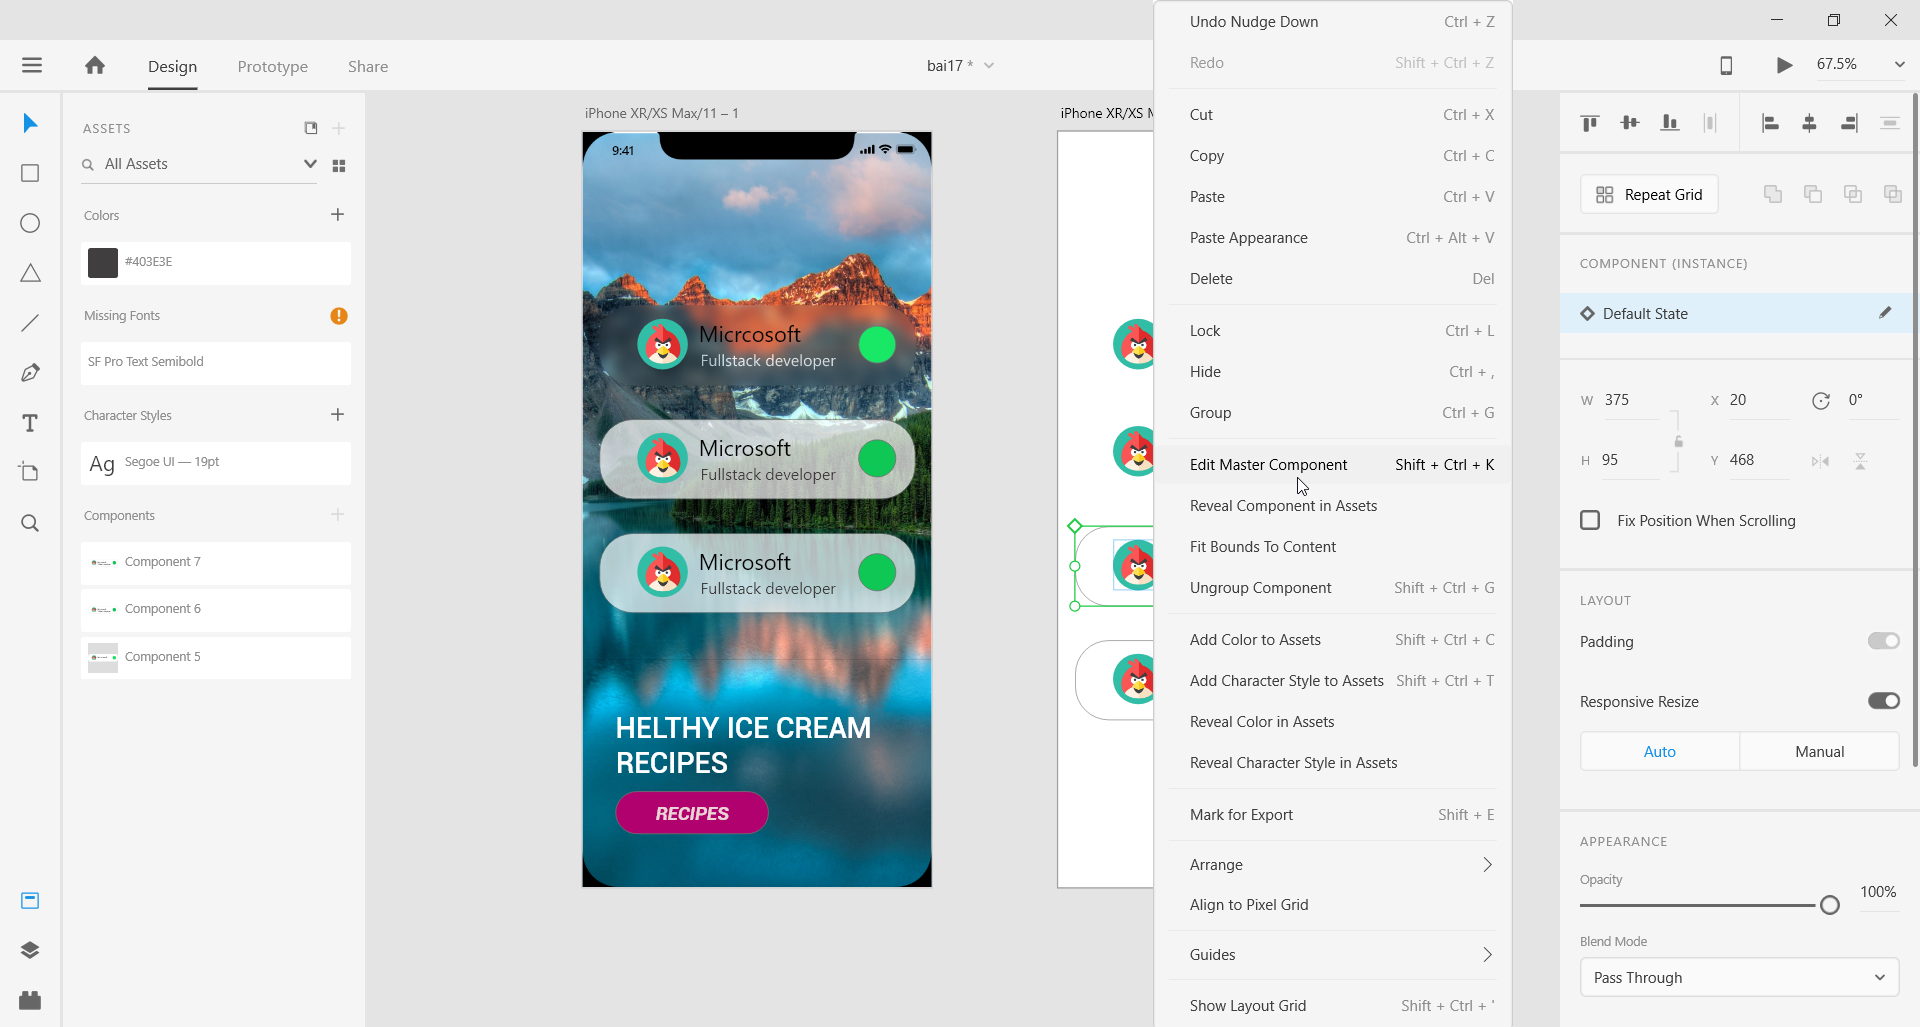 Design
Prototype
Share
bai17 *
67.5%
ASSETS
All Assets
Colors
#403E3E
Missing Fonts
SF Pro Text Semibold
Character Styles
Ag Segoe UI — 19pt
Components
Component 7
Component 6
Component 5
iPhone XR/XS Max/11 – 1
9:41
Micrcosoft
Fullstack developer
Microsoft
Fullstack developer
Microsoft
Fullstack developer
HELTHY ICE CREAM
RECIPES
RECIPES
iPhone XR/XS M
Undo Nudge Down Ctrl + Z
Redo Shift + Ctrl + Z
Cut Ctrl + X
Copy Ctrl + C
Paste Ctrl + V
Paste Appearance Ctrl + Alt + V
Delete Del
Lock Ctrl + L
Hide Ctrl + ,
Group Ctrl + G
Edit Master Component Shift + Ctrl + K
Reveal Component in Assets
Fit Bounds To Content
Ungroup Component Shift + Ctrl + G
Add Color to Assets Shift + Ctrl + C
Add Character Style to Assets Shift + Ctrl + T
Reveal Color in Assets
Reveal Character Style in Assets
Mark for Export Shift + E
Arrange
Align to Pixel Grid
Guides
Show Layout Grid Shift + Ctrl + '
Repeat Grid
COMPONENT (INSTANCE)
Default State
W 375 X 20 0°
H 95 Y 468
Fix Position When Scrolling
LAYOUT
Padding
Responsive Resize
Auto Manual
APPEARANCE
Opacity
100%
Blend Mode
Pass Through